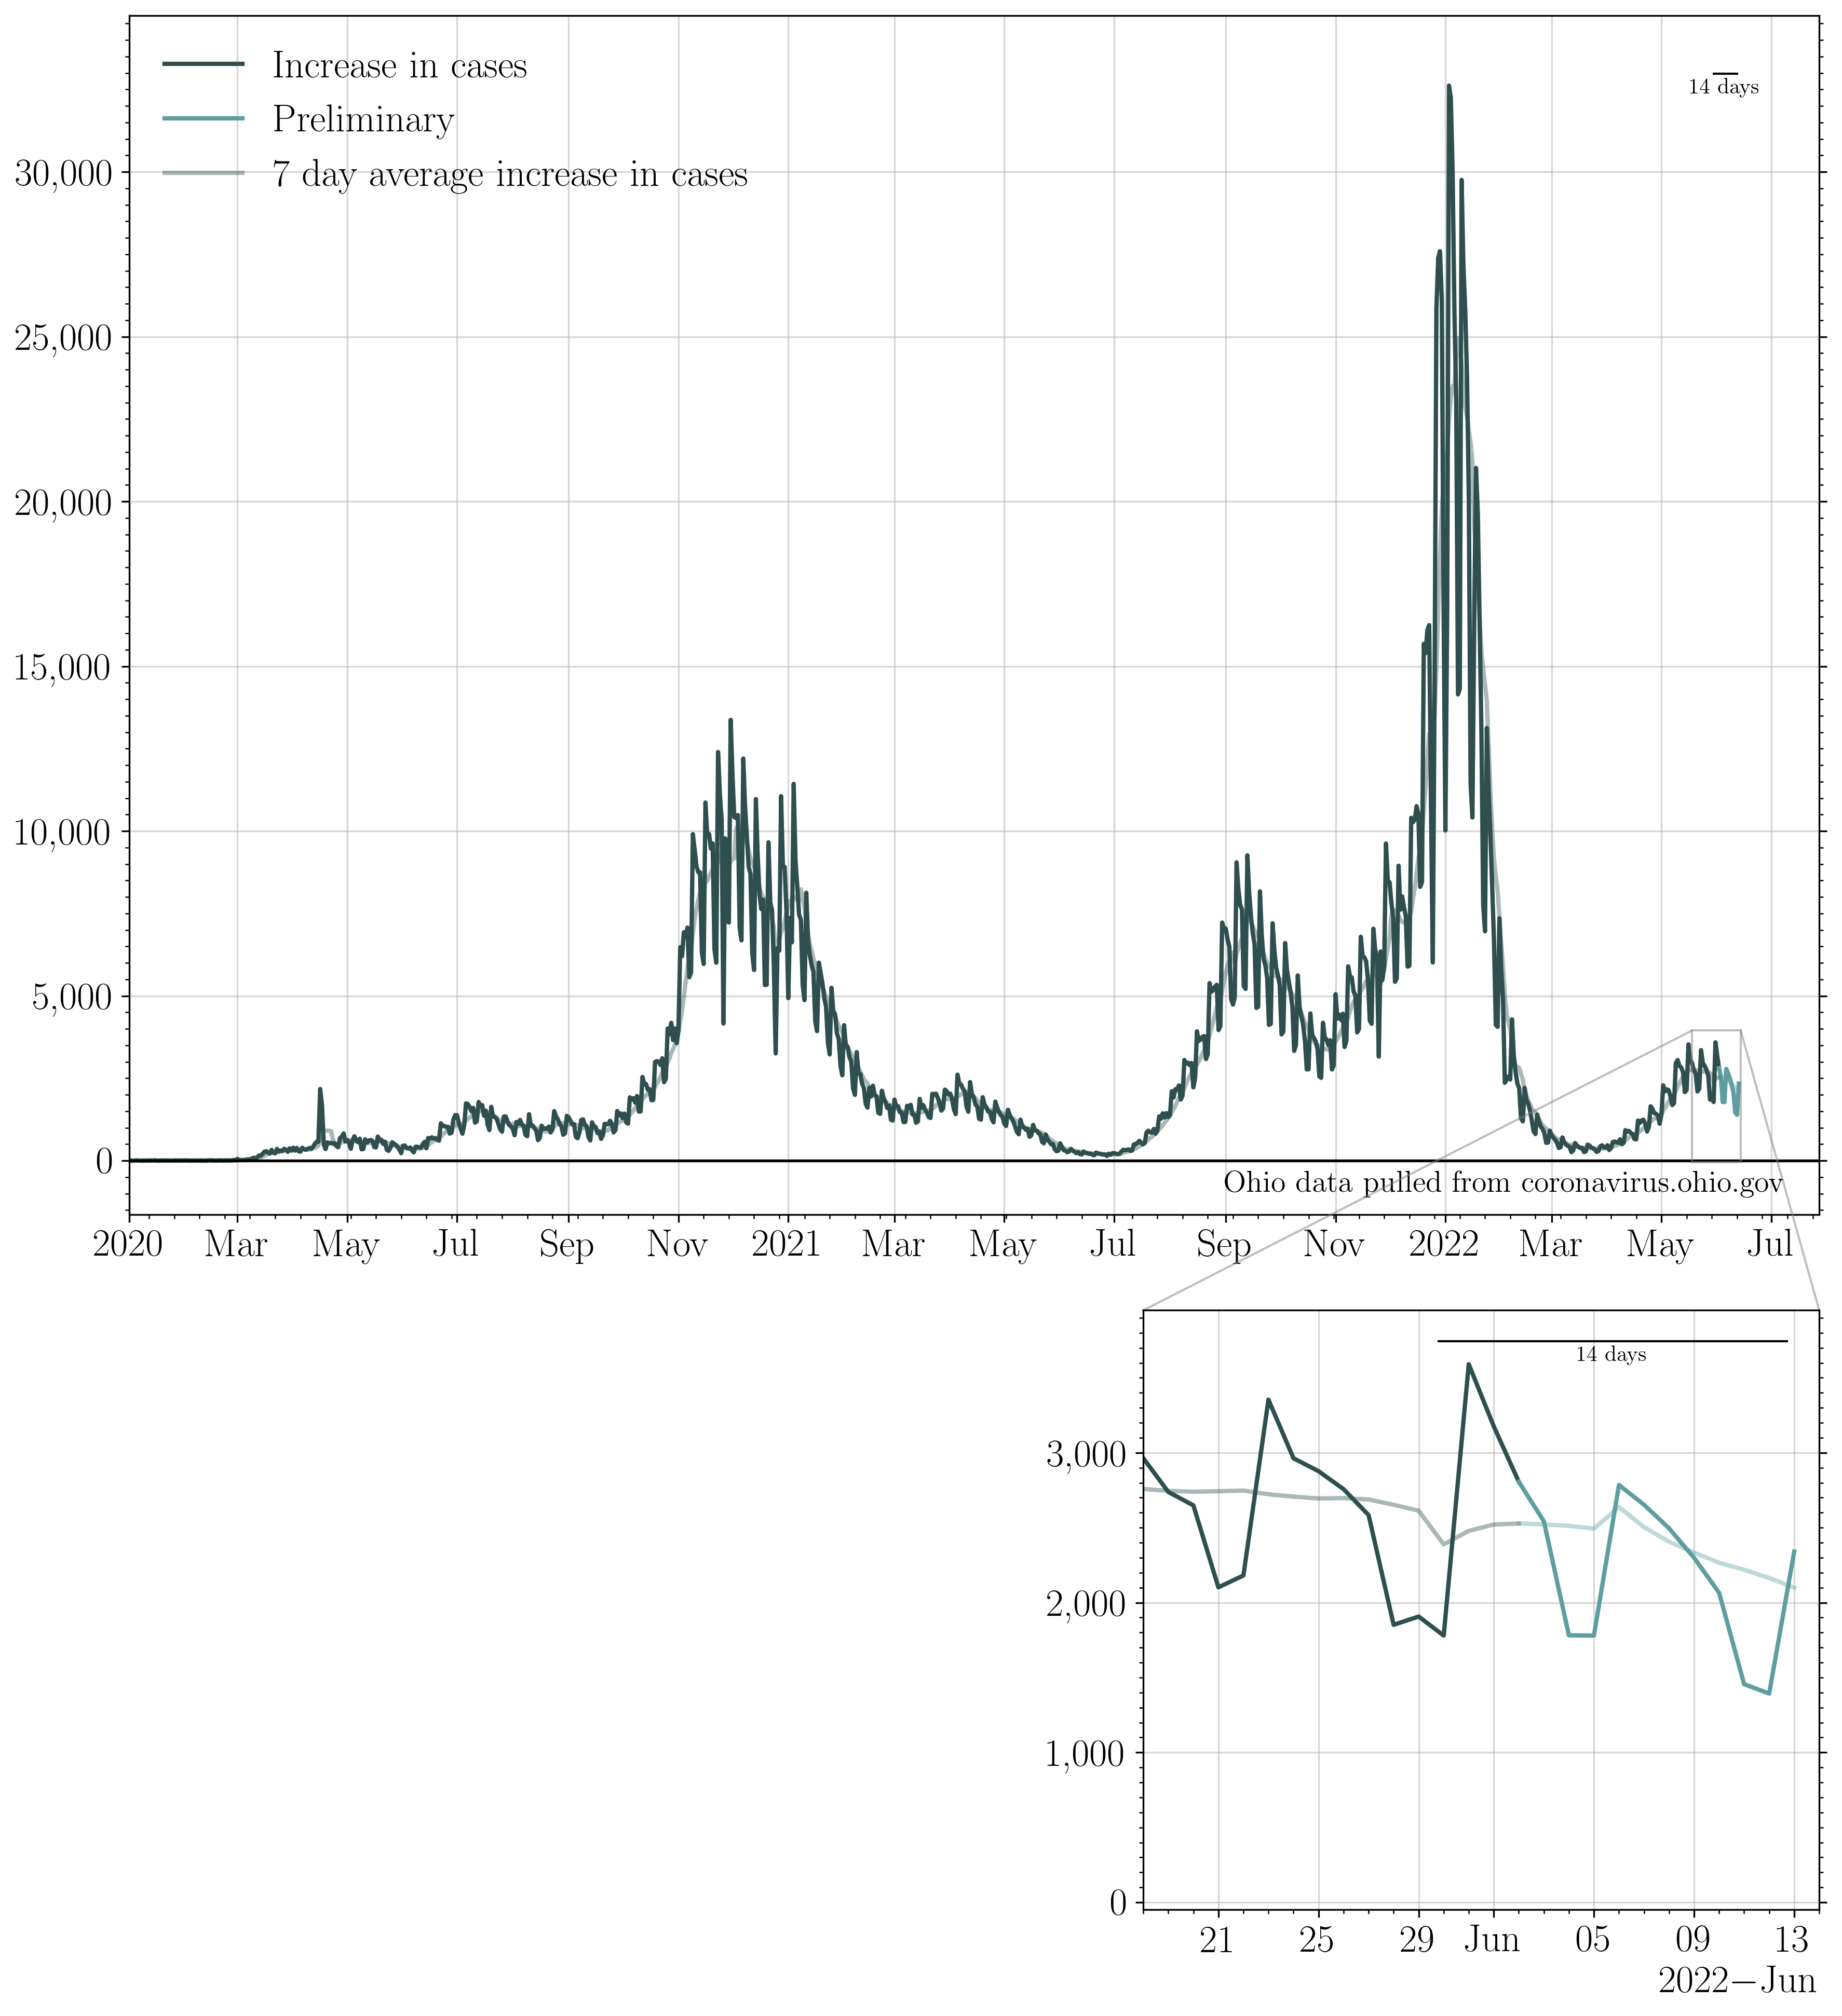 Increase in cases
Preliminary
7 day average increase in cases
14 days
30,000
25,000
20,000
15,000
10,000
5,000
0
Ohio data pulled from coronavirus.ohio.gov
2020 Mar May Jul Sep Nov 2021 Mar May Jul Sep Nov 2022 Mar May Jul
14 days
3,000
2,000
1,000
0
21 25 29 Jun 05 09 13
2022−Jun